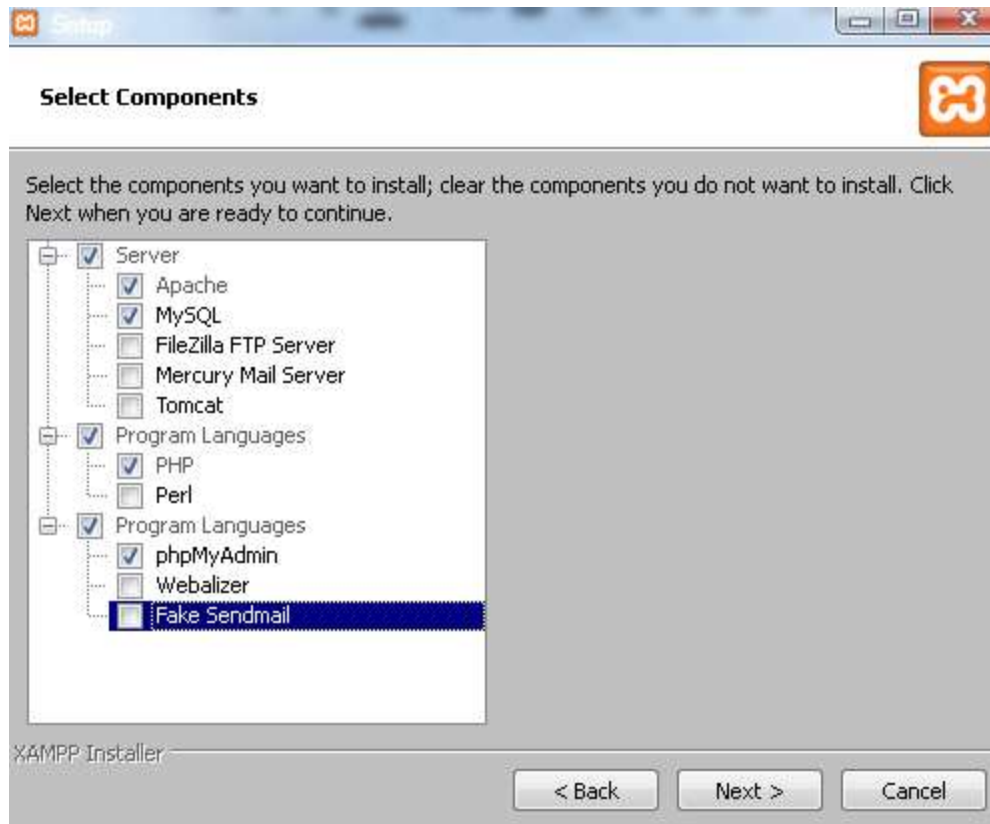 Setup
Select Components
Select the components you want to install; clear the components you do not want to install. Click
Next when you are ready to continue.
Server
Apache
MySQL
FileZilla FTP Server
Mercury Mail Server
Tomcat
Program Languages
PHP
Perl
Program Languages
phpMyAdmin
Webalizer
Fake Sendmail
XAMPP Installer
< Back Next > Cancel